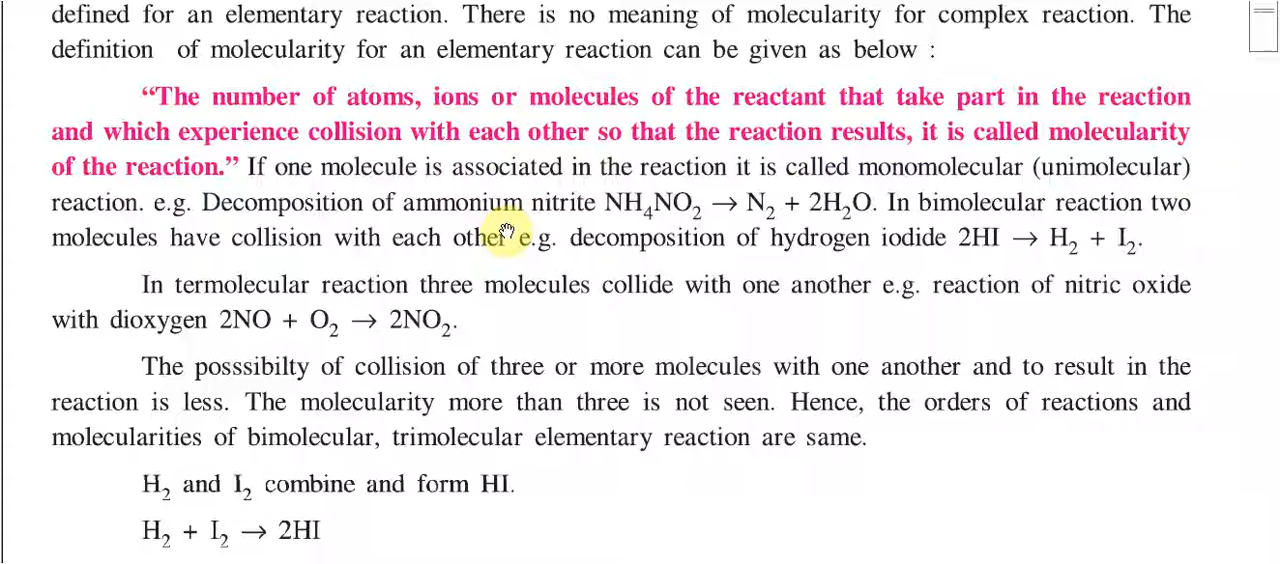 defined for an elementary reaction. There is no meaning of molecularity for complex reaction. The
definition of molecularity for an elementary reaction can be given as below :
“The number of atoms, ions or molecules of the reactant that take part in the reaction
and which experience collision with each other so that the reaction results, it is called molecularity
of the reaction.” If one molecule is associated in the reaction it is called monomolecular (unimolecular)
reaction. e.g. Decomposition of ammonium nitrite NH₄NO₂ → N₂ + 2H₂O. In bimolecular reaction two
molecules have collision with each other e.g. decomposition of hydrogen iodide 2HI → H₂ + I₂.
In termolecular reaction three molecules collide with one another e.g. reaction of nitric oxide
with dioxygen 2NO + O₂ → 2NO₂.
The posssibilty of collision of three or more molecules with one another and to result in the
reaction is less. The molecularity more than three is not seen. Hence, the orders of reactions and
molecularities of bimolecular, trimolecular elementary reaction are same.
H₂ and I₂ combine and form HI.
H₂ + I₂ → 2HI